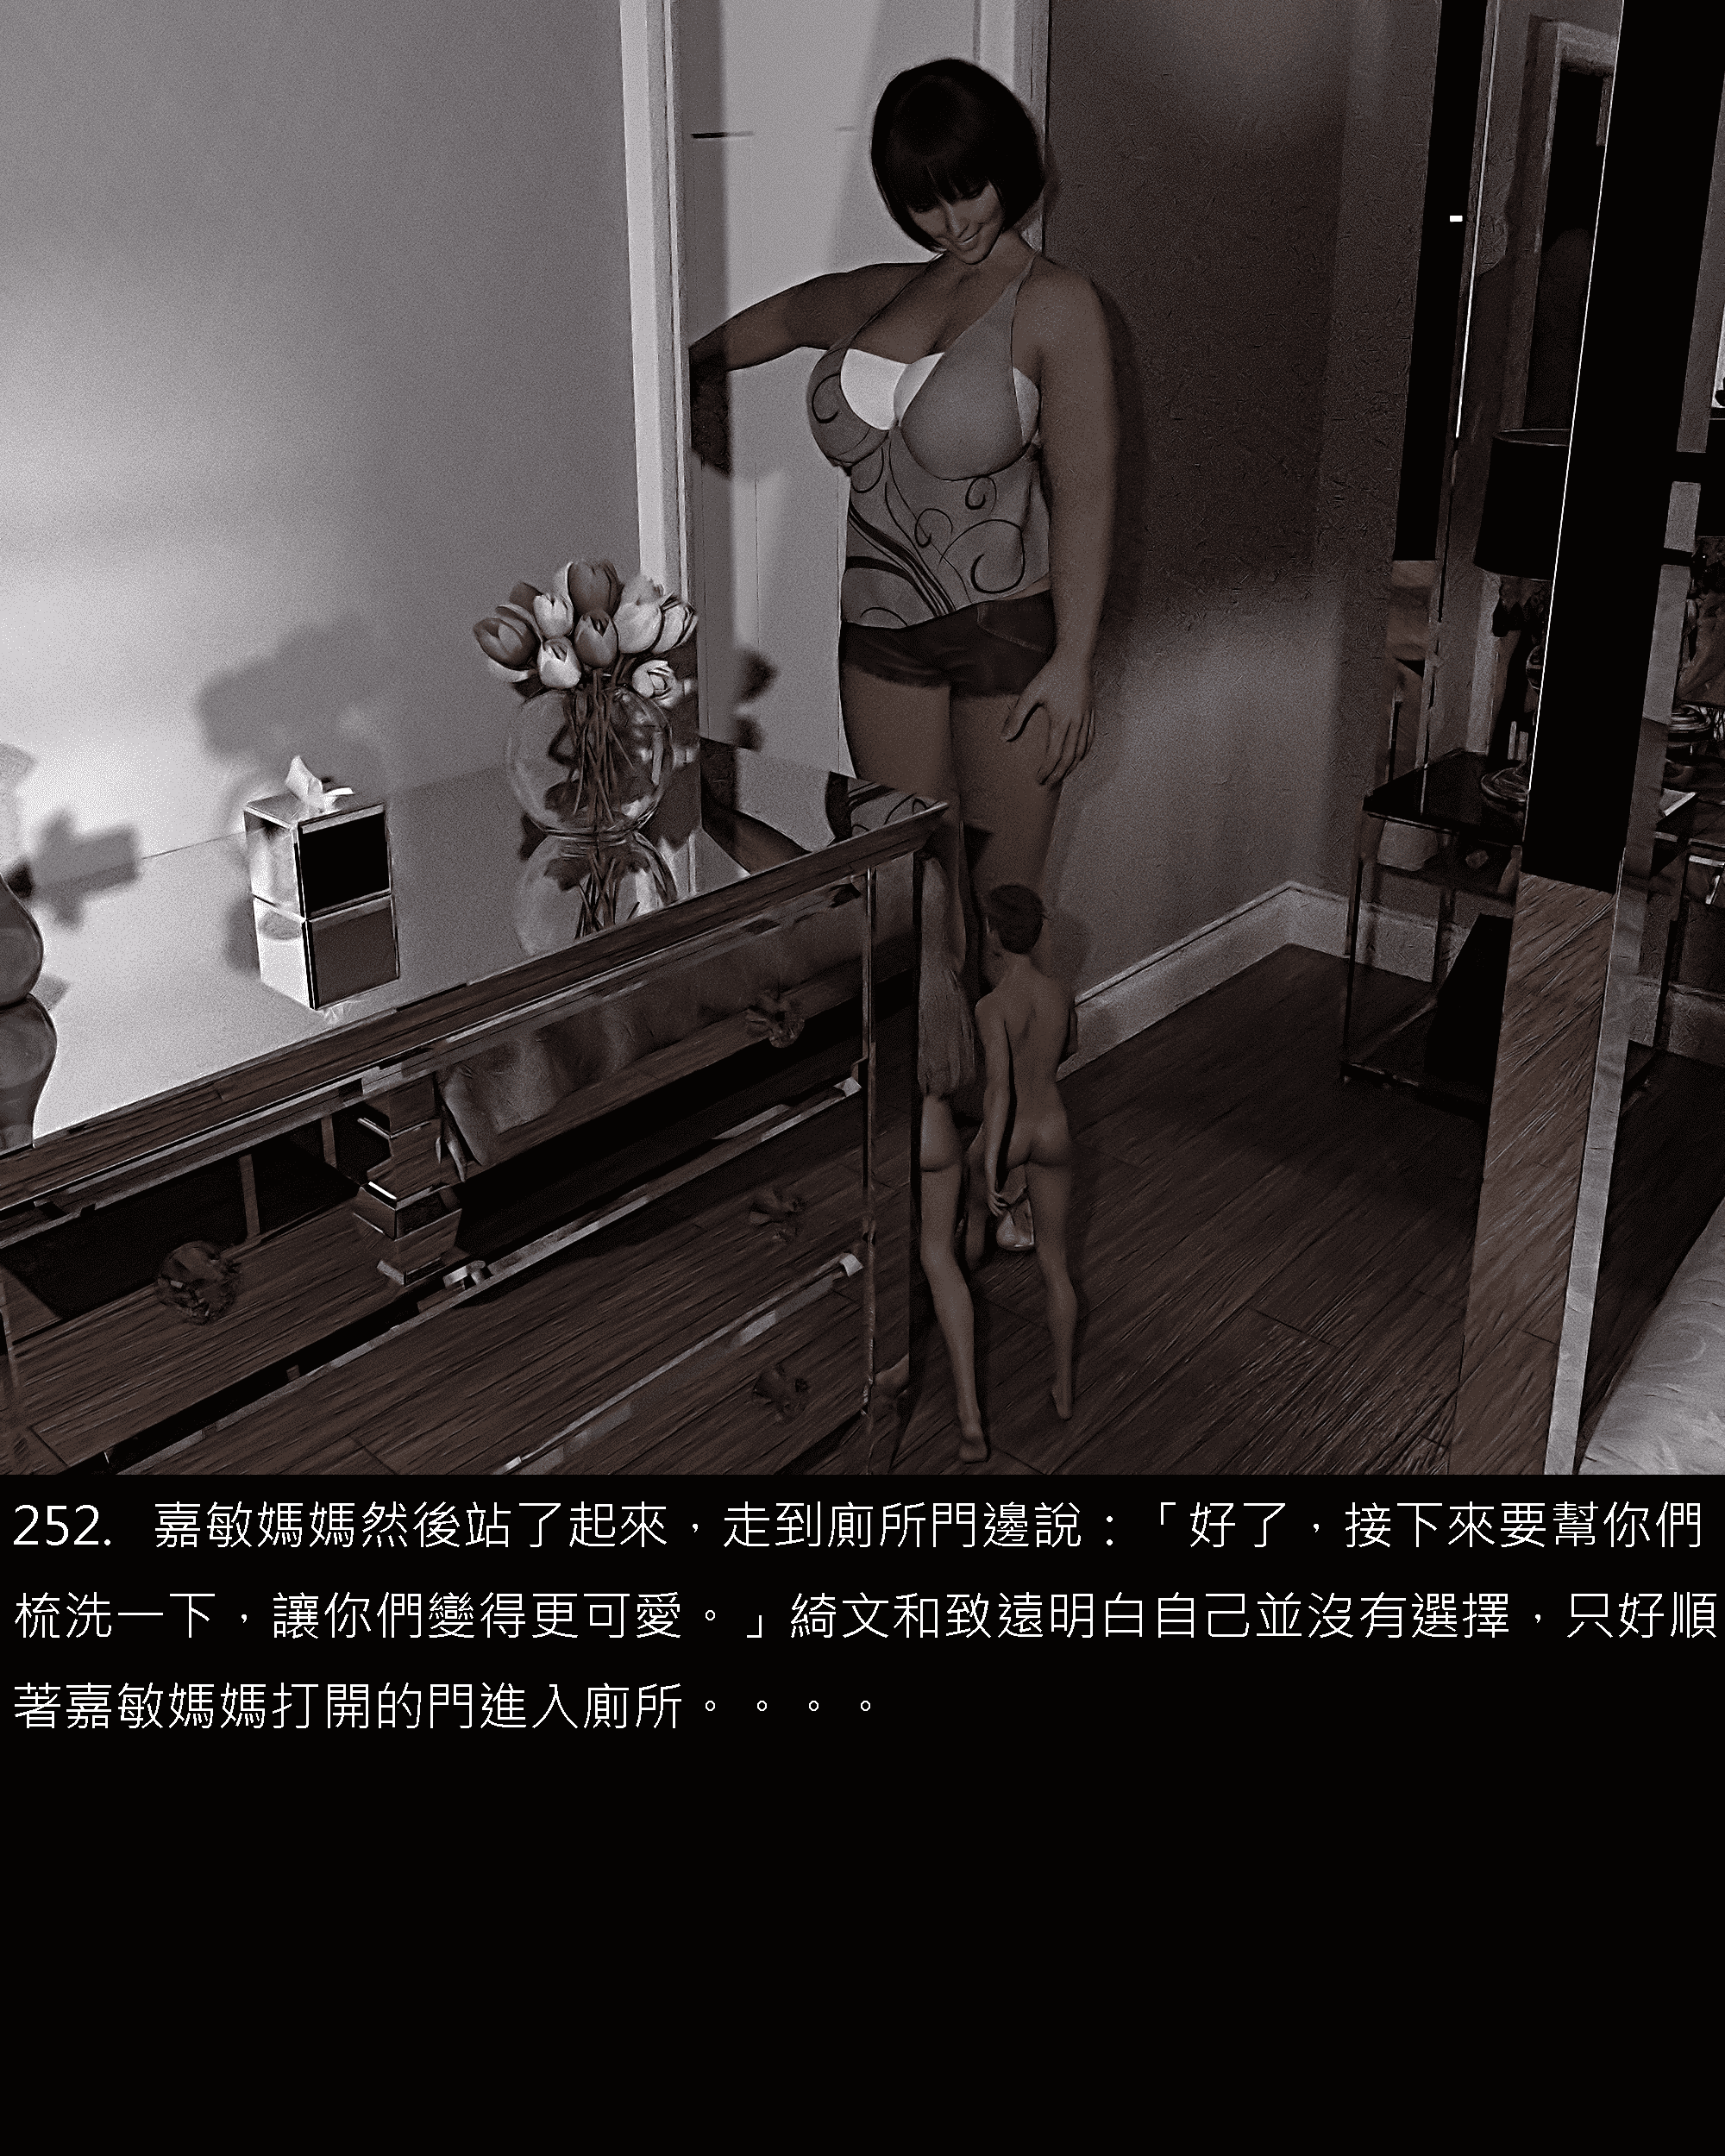 252. 嘉敏媽媽然後站了起來，走到廁所門邊說：「好了，接下來要幫你們
梳洗一下，讓你們變得更可愛。」綺文和致遠明白自己並沒有選擇，只好順
著嘉敏媽媽打開的門進入廁所。。。。